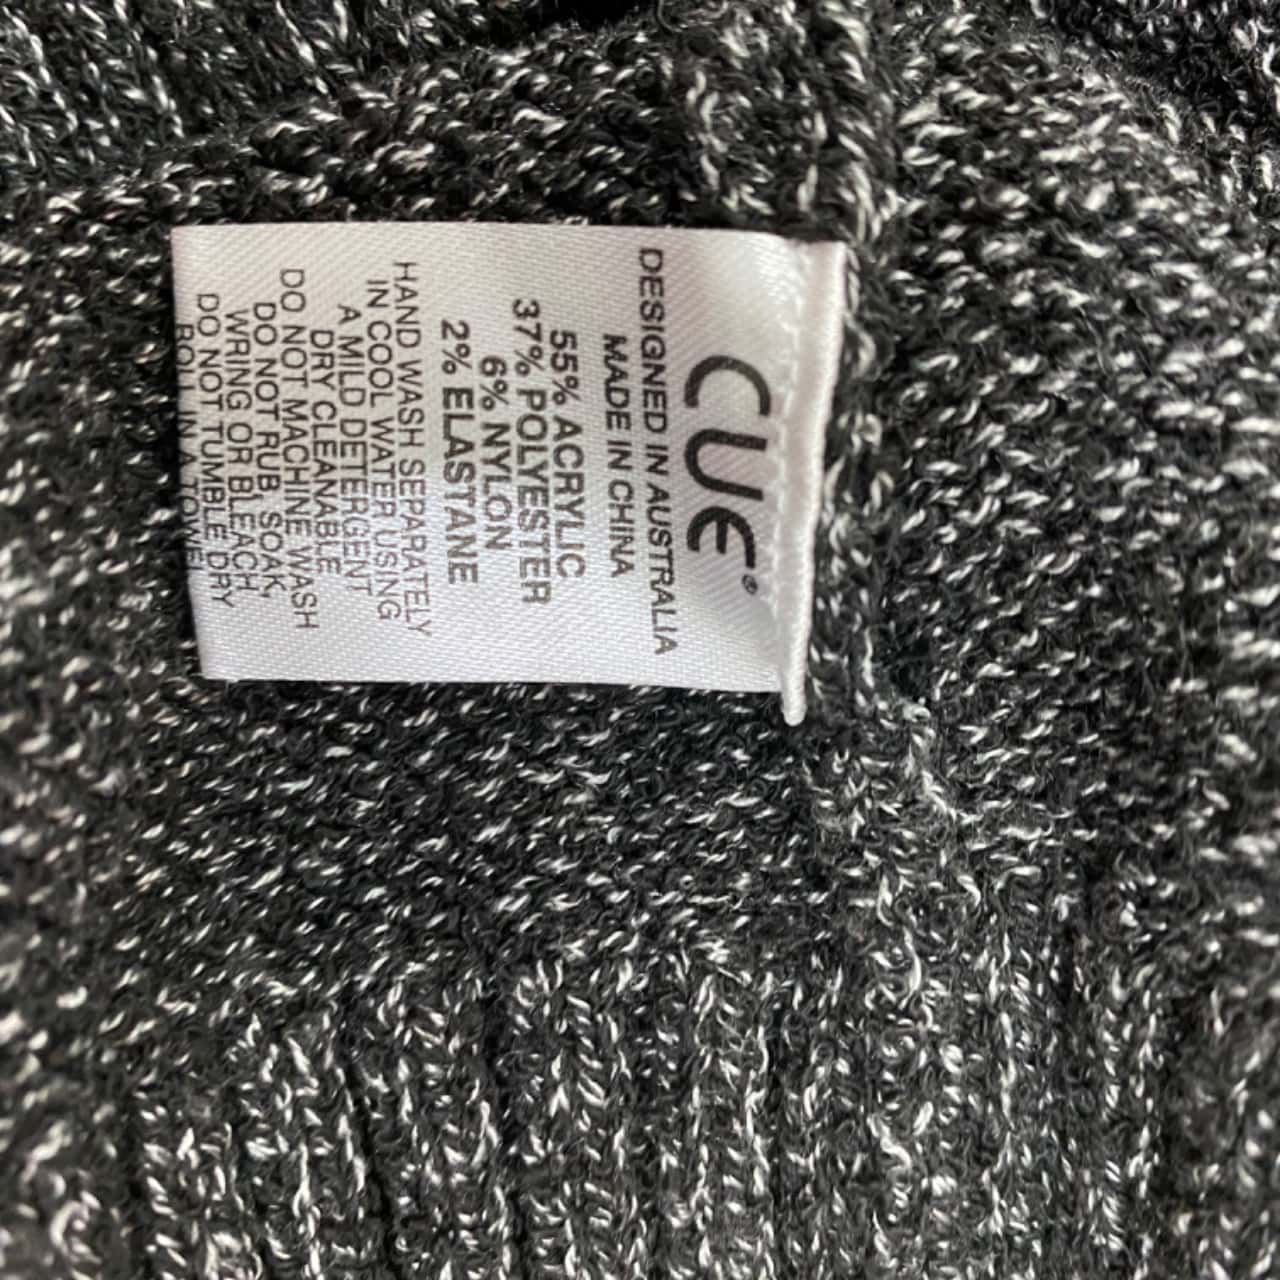 CUE®
DESIGNED IN AUSTRALIA
MADE IN CHINA
55% ACRYLIC
37% POLYESTER
6% NYLON
2% ELASTANE
HAND WASH SEPARATELY
IN COOL WATER USING
A MILD DETERGENT
DRY CLEANABLE
DO NOT MACHINE WASH
DO NOT RUB, SOAK,
WRING OR BLEACH
DO NOT TUMBLE DRY
ROLL IN A TOWEL